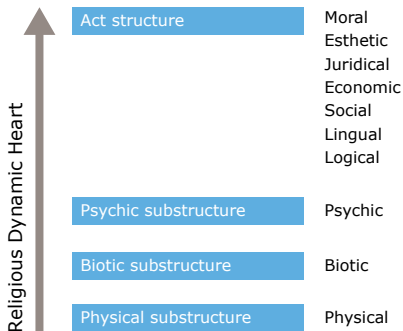 Act structure
Moral
Esthetic
Juridical
Economic
Social
Lingual
Logical
Psychic substructure
Psychic
Biotic substructure
Biotic
Physical substructure
Physical
Religious Dynamic Heart